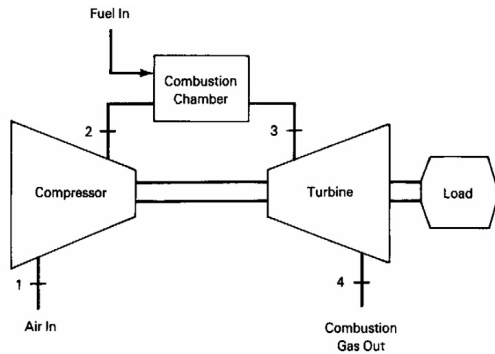 Fuel In
Combustion
Chamber
2
3
Compressor
Turbine
Load
1
4
Air In
Combustion
Gas Out